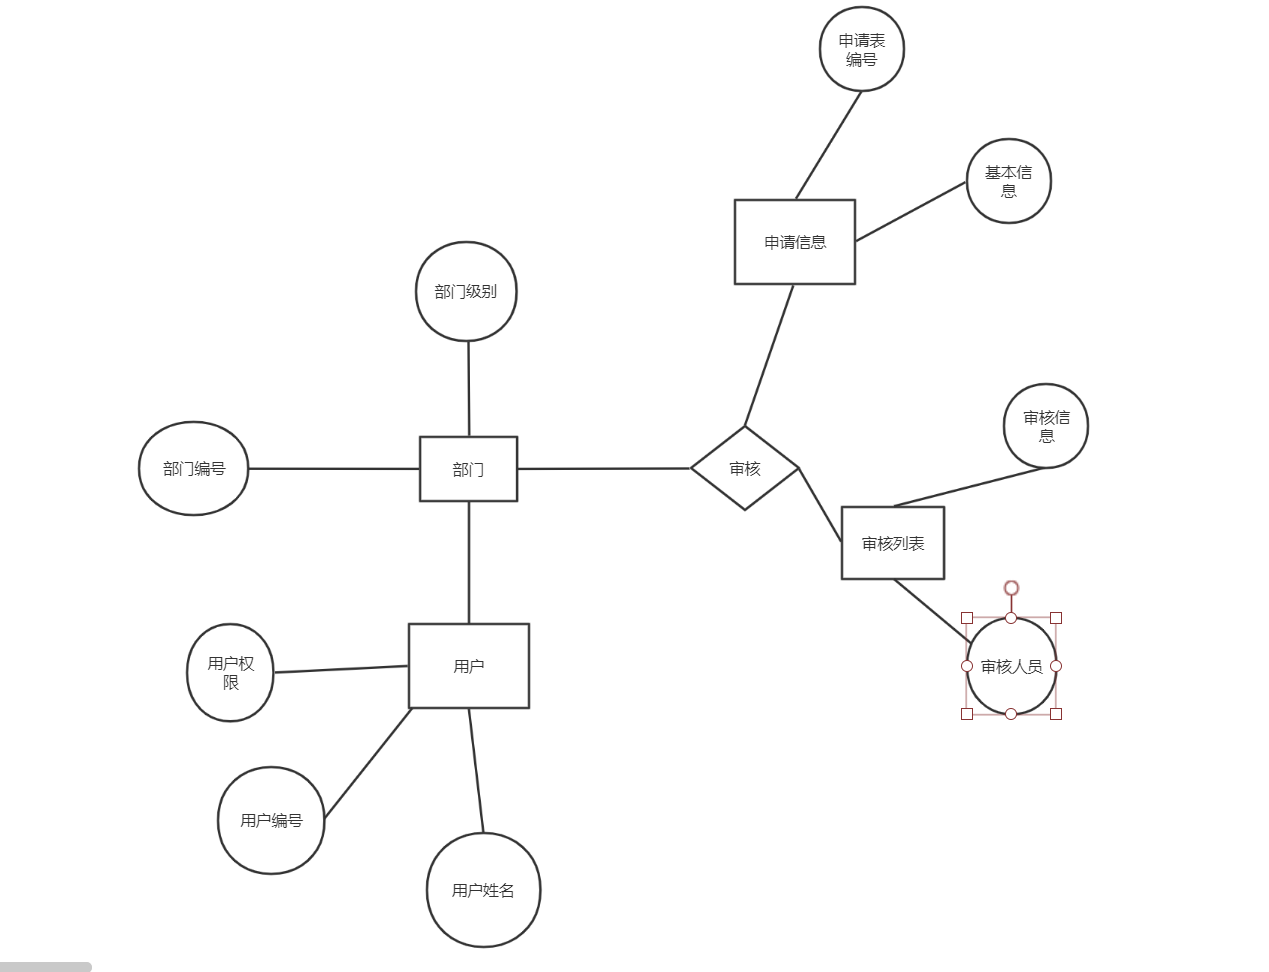 申请表
编号
基本信
息
申请信息
部门级别
审核信
息
部门编号
部门
审核
审核列表
用户权
限
用户
审核人员
用户编号
用户姓名